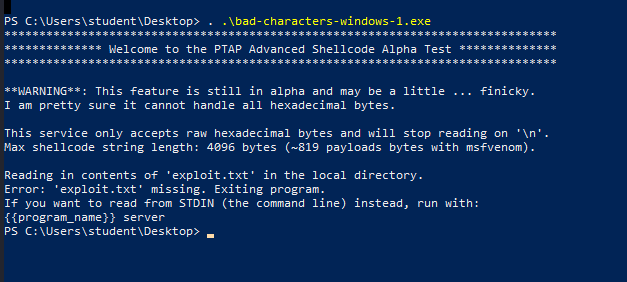 PS C:\Users\student\Desktop> . .\bad-characters-windows-1.exe
******************************************************************************
************** Welcome to the PTAP Advanced Shellcode Alpha Test **************
******************************************************************************
**WARNING**: This feature is still in alpha and may be a little ... finicky.
I am pretty sure it cannot handle all hexadecimal bytes.
This service only accepts raw hexadecimal bytes and will stop reading on '\n'.
Max shellcode string length: 4096 bytes (~819 payloads bytes with msfvenom).
Reading in contents of 'exploit.txt' in the local directory.
Error: 'exploit.txt' missing. Exiting program.
If you want to read from STDIN (the command line) instead, run with:
{{program_name}} server
PS C:\Users\student\Desktop>